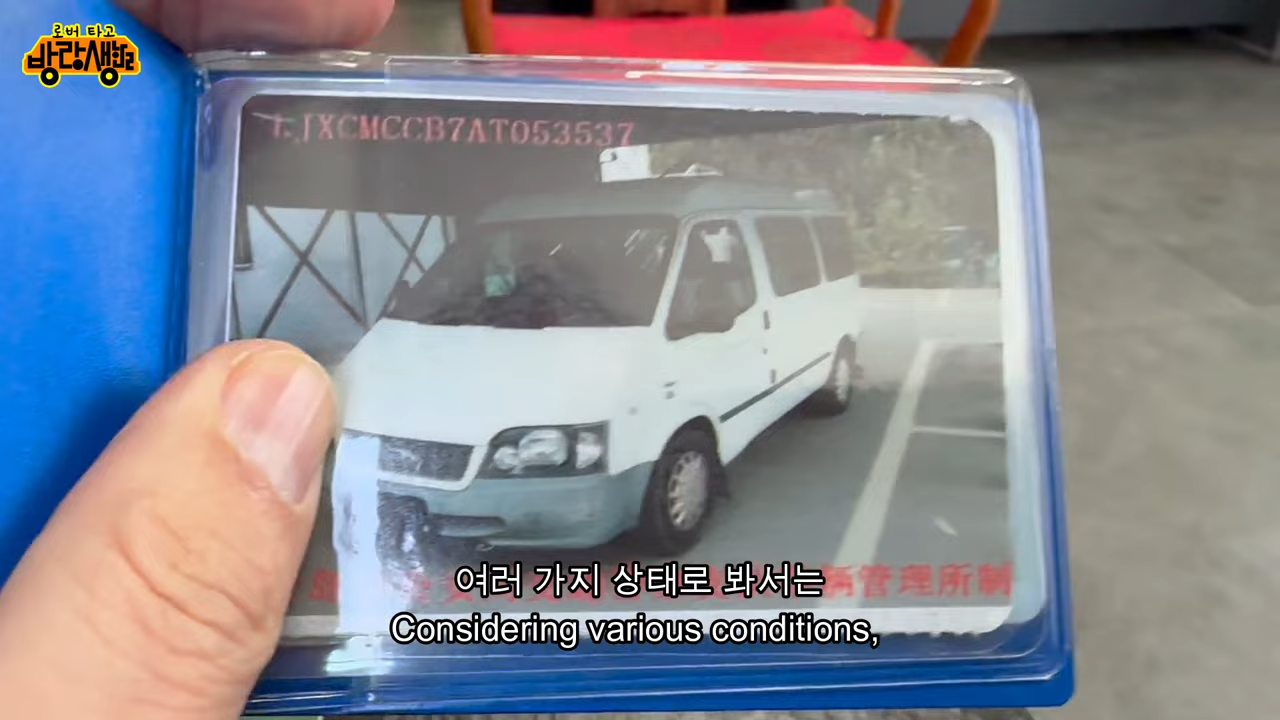 로버 타고
바랑생활
LJXCMCCB7AT053537
辆管理所制
여러 가지 상태로 봐서는
Considering various conditions,